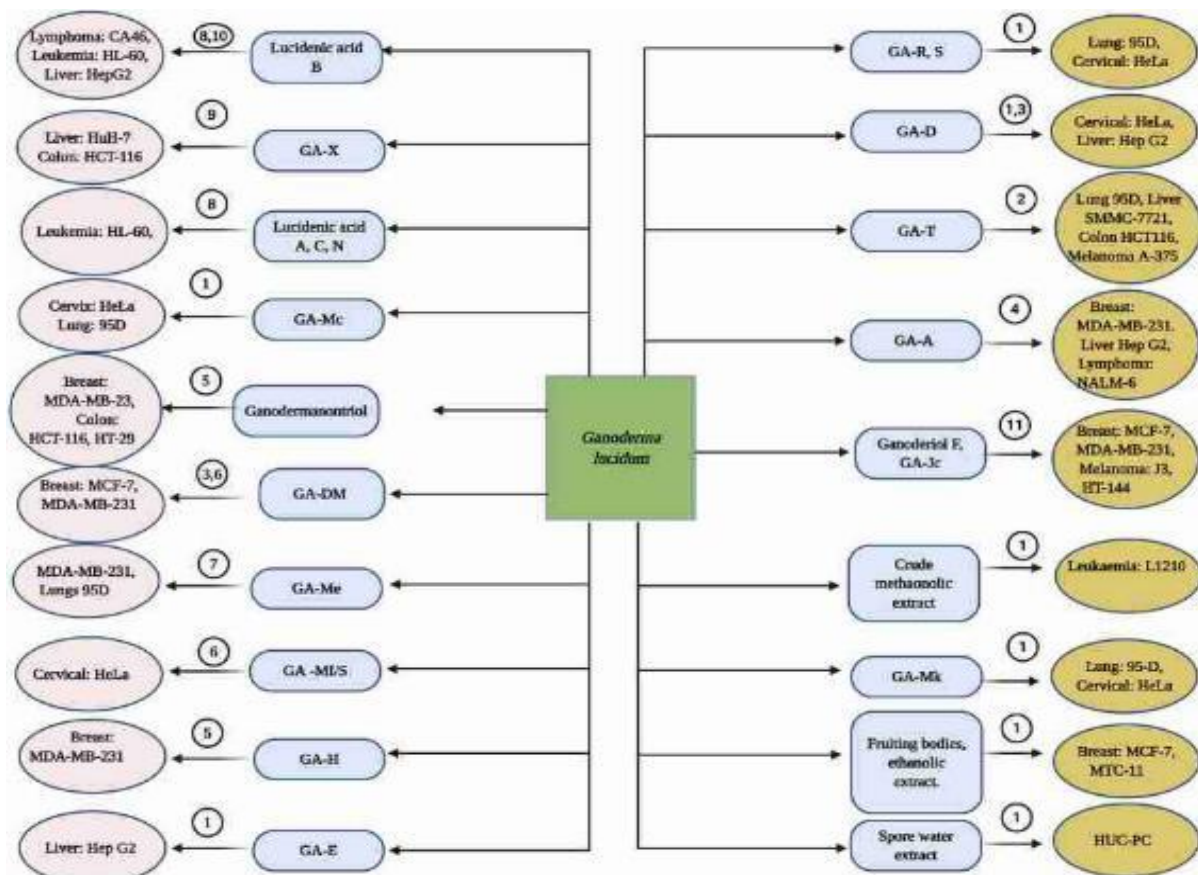 Lymphoma: CA46,
Leukemia: HL-60,
Liver: HepG2
8,10
Lucidenic acid
B
Liver: HuH-7
Colon: HCT-116
9
GA-X
Leukemia: HL-60,
8
Lucidenic acid
A, C, N
Cervix: HeLa
Lung: 95D
1
GA-Mc
Breast:
MDA-MB-23,
Colon:
HCT-116, HT-29
5
Ganodermanontriol
Breast: MCF-7,
MDA-MB-231
3,6
GA-DM
MDA-MB-231,
Lungs 95D
7
GA-Me
Cervical: HeLa
6
GA -MI/S
Breast:
MDA-MB-231
5
GA-H
Liver: Hep G2
1
GA-E
Ganoderma
lucidum
GA-R, S
1
Lung: 95D,
Cervical: HeLa
GA-D
1,3
Cervical: HeLa,
Liver: Hep G2
GA-T
2
Lung 95D, Liver
SMMC-7721,
Colon HCT116,
Melanoma A-375
GA-A
4
Breast:
MDA-MB-231.
Liver Hep G2,
Lymphoma:
NALM-6
Ganoderiol F,
GA-Jc
11
Breast: MCF-7,
MDA-MB-231,
Melanoma: J3,
HT-144
Crude
methaonolic
extract
1
Leukaemia: L1210
GA-Mk
1
Lung: 95-D,
Cervical: HeLa
Fruiting bodies,
ethanolic
extract.
1
Breast: MCF-7,
MTC-11
Spore water
extract
1
HUC-PC